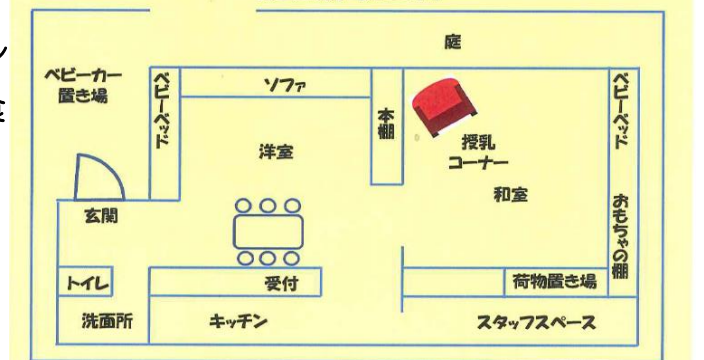 庭
ベビーカー
置き場
ベビーベッド
ソファ
本棚
授乳
コーナー
ベビーベッド
洋室
和室
おもちゃの棚
玄関
トイレ
受付
荷物置き場
洗面所
キッチン
スタッフスペース